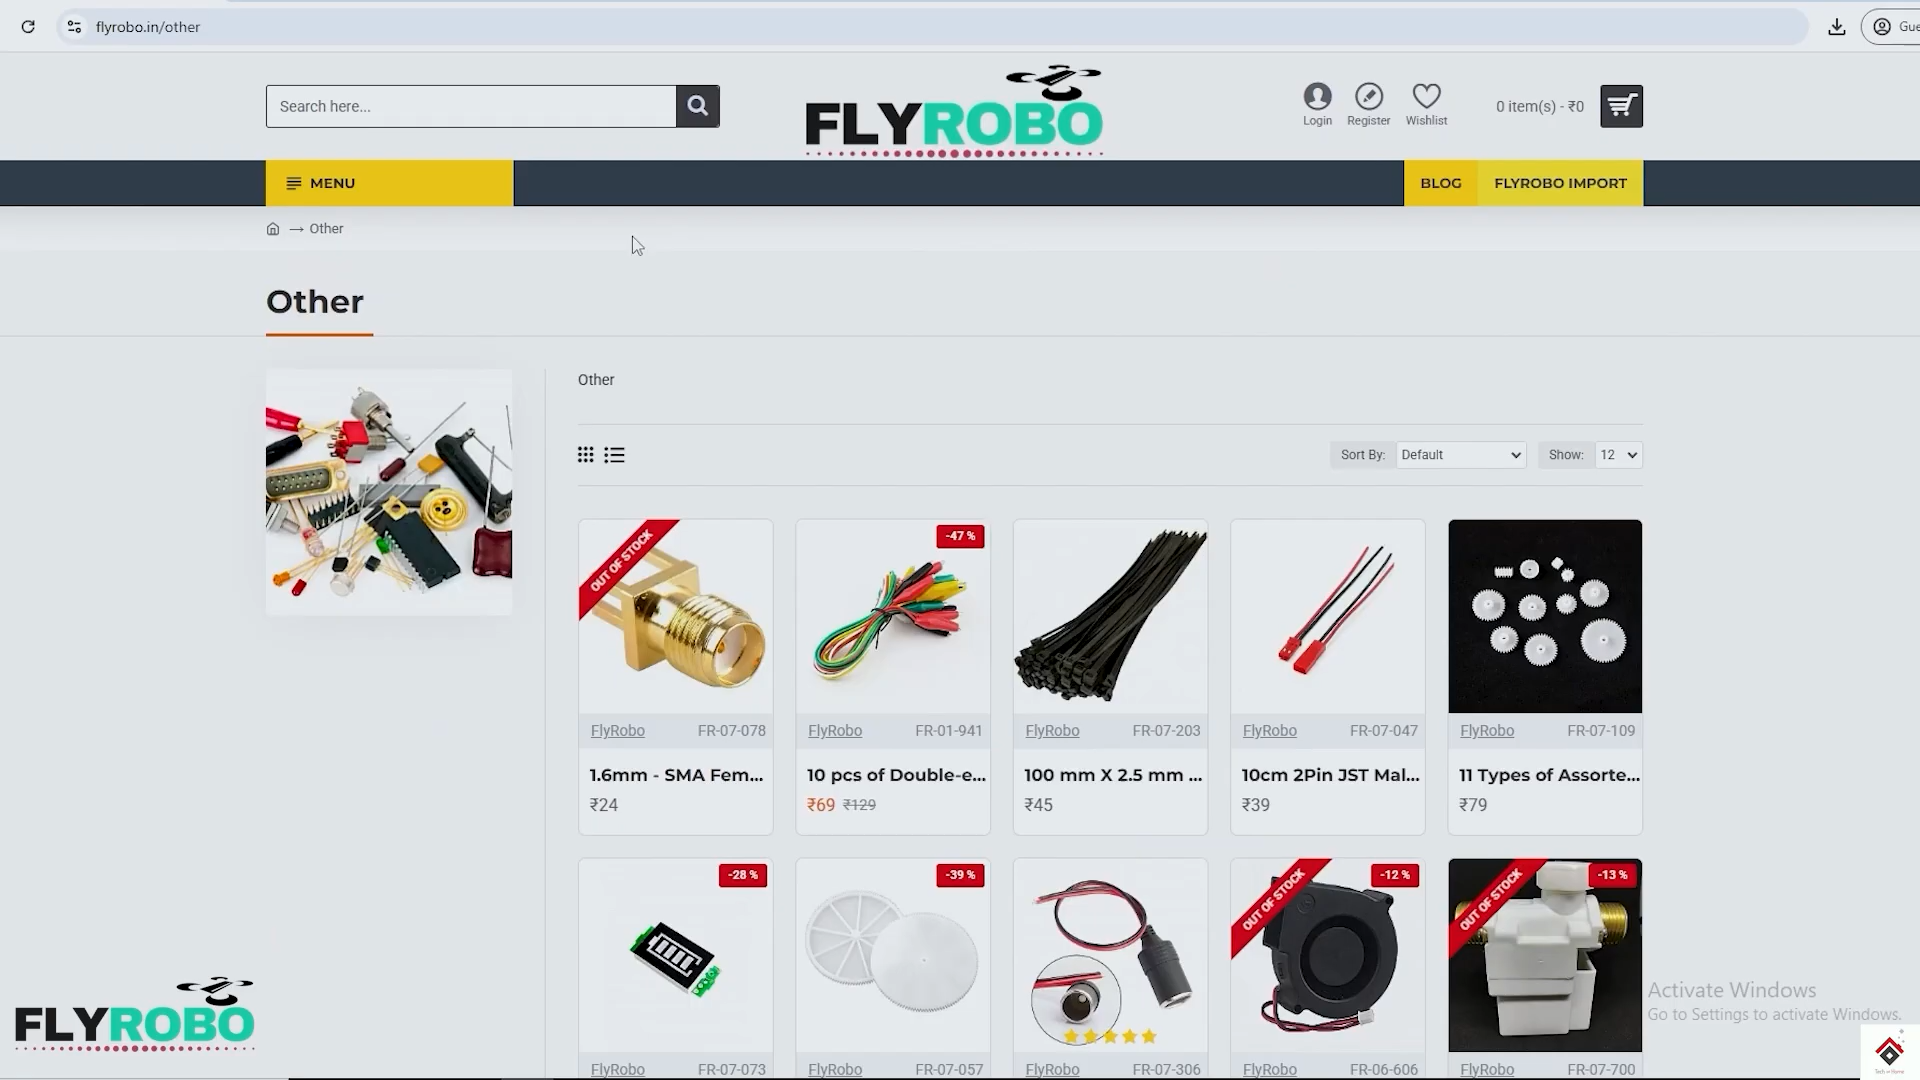 flyrobo.in/other
Gue
Search here...
FLYROBO
Login
Register
Wishlist
0 item(s) - ₹0
MENU
BLOG
FLYROBO IMPORT
→ Other
Other
Other
Sort By:
Default
Show:
12
OUT OF STOCK
-47 %
FlyRobo FR-07-078
FlyRobo FR-01-941
FlyRobo FR-07-203
FlyRobo FR-07-047
FlyRobo FR-07-109
1.6mm - SMA Fem...
10 pcs of Double-e...
100 mm X 2.5 mm ...
10cm 2Pin JST Mal...
11 Types of Assorte...
₹24
₹69 ₹129
₹45
₹39
₹79
-28 %
-39 %
OUT OF STOCK
-12 %
OUT OF STOCK
-13 %
FlyRobo FR-07-073
FlyRobo FR-07-057
FlyRobo FR-07-306
FlyRobo FR-06-606
FlyRobo FR-07-700
FLYROBO
Activate Windows
Go to Settings to activate Windows.
Tech at Home